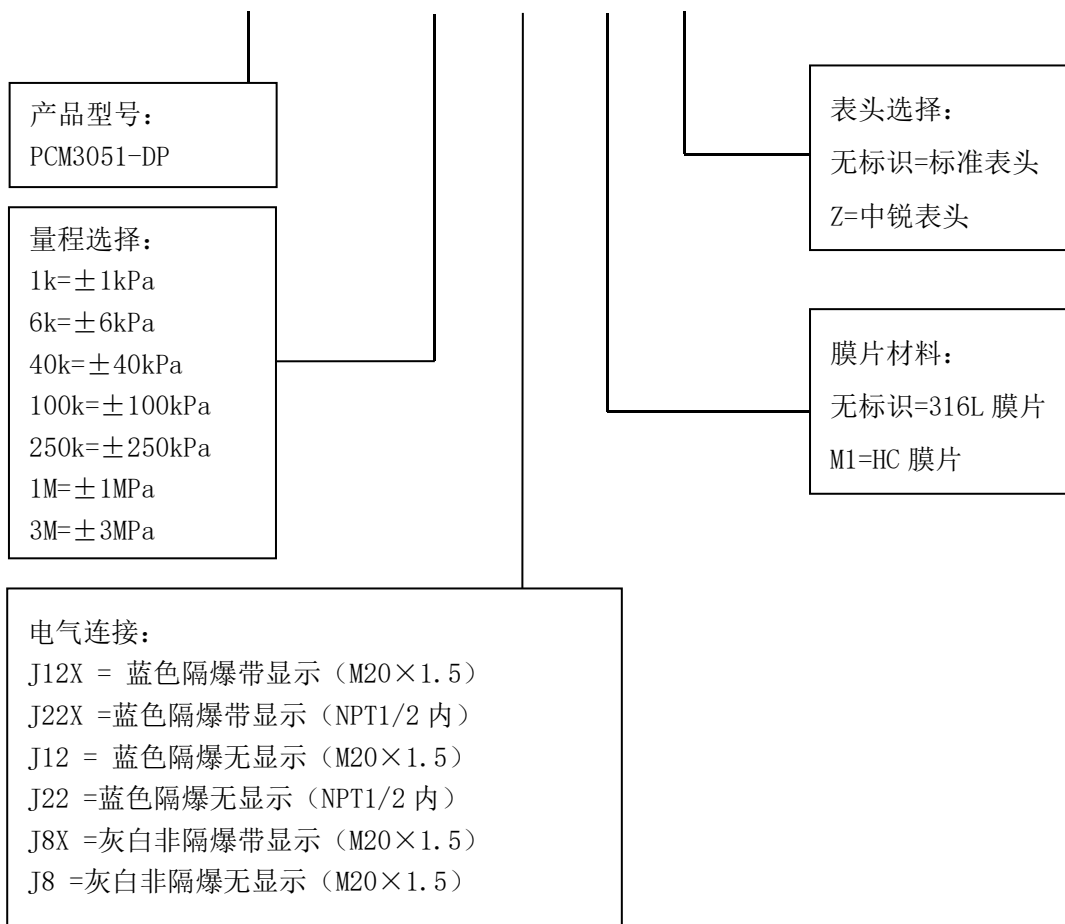 产品型号：
PCM3051-DP
量程选择：
1k=±1kPa
6k=±6kPa
40k=±40kPa
100k=±100kPa
250k=±250kPa
1M=±1MPa
3M=±3MPa
电气连接：
J12X = 蓝色隔爆带显示（M20×1.5）
J22X =蓝色隔爆带显示（NPT1/2 内）
J12 = 蓝色隔爆无显示（M20×1.5）
J22 =蓝色隔爆无显示（NPT1/2 内）
J8X =灰白非隔爆带显示（M20×1.5）
J8 =灰白非隔爆无显示（M20×1.5）
表头选择：
无标识=标准表头
Z=中锐表头
膜片材料：
无标识=316L 膜片
M1=HC 膜片